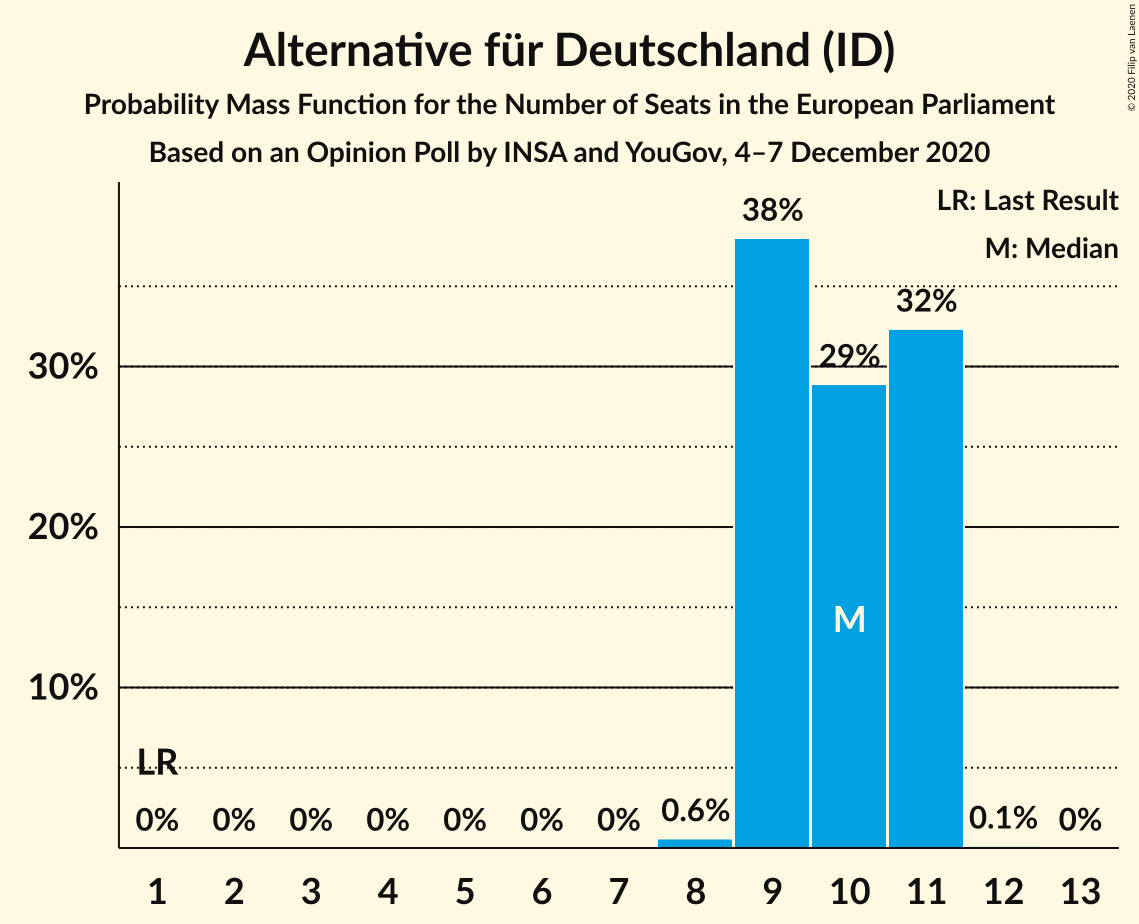 Alternative für Deutschland (ID)
Probability Mass Function for the Number of Seats in the European Parliament
Based on an Opinion Poll by INSA and YouGov, 4–7 December 2020
© 2020 Filip van Laenen
LR: Last Result
M: Median
38%
32%
29%
30%
20%
M
10%
LR
0% 0% 0% 0% 0% 0% 0% 0.6% 0.1% 0%
1 2 3 4 5 6 7 8 9 10 11 12 13